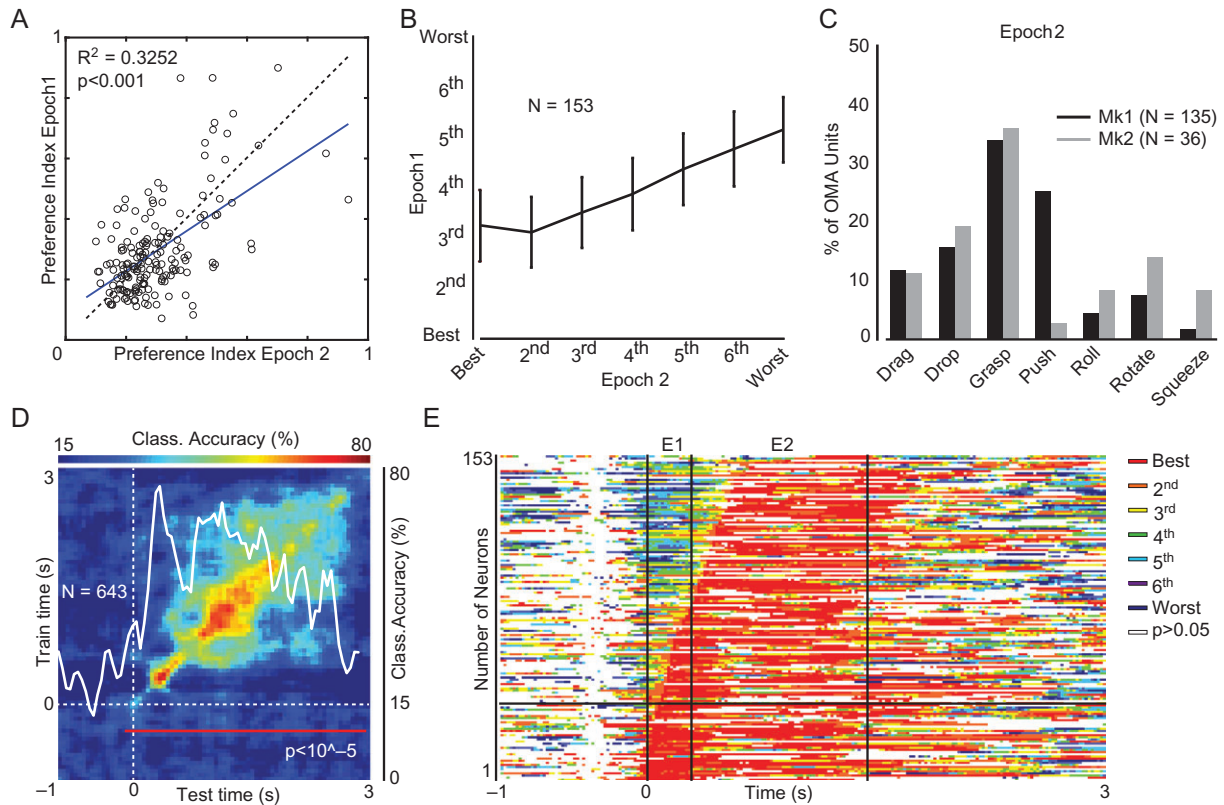 A
1
R² = 0.3252
p<0.001
Preference Index Epoch1
0
Preference Index Epoch 2
1
B
Worst
6th
5th
4th
3rd
2nd
Best
Epoch 1
N = 153
Best
2nd
3rd
4th
5th
6th
Worst
Epoch 2
C
Epoch2
50
40
30
20
10
0
% of OMA Units
Mk1 (N = 135)
Mk2 (N = 36)
Drag
Drop
Grasp
Push
Roll
Rotate
Squeeze
D
Class. Accuracy (%)
15
80
3
0
−1
Train time (s)
N = 643
p<10^−5
80
15
0
Class.Accuracy (%)
−1
0
3
Test time (s)
E
E1
E2
153
1
Number of Neurons
−1
0
3
Time (s)
Best
2nd
3rd
4th
5th
6th
Worst
p>0.05